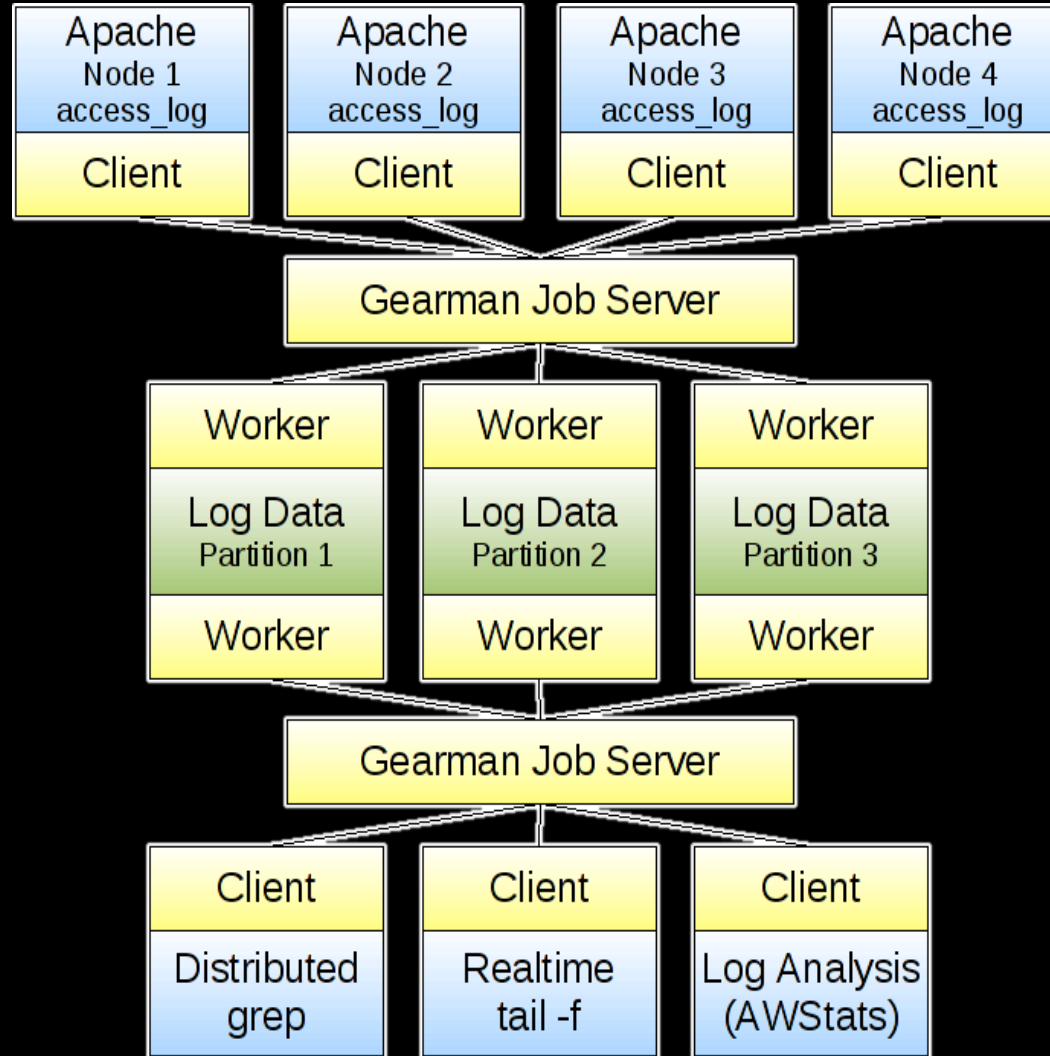 Apache
Node 1
access_log
Client
Apache
Node 2
access_log
Client
Apache
Node 3
access_log
Client
Apache
Node 4
access_log
Client
Gearman Job Server
Worker
Log Data
Partition 1
Worker
Worker
Log Data
Partition 2
Worker
Worker
Log Data
Partition 3
Worker
Gearman Job Server
Client
Distributed
grep
Client
Realtime
tail -f
Client
Log Analysis
(AWStats)